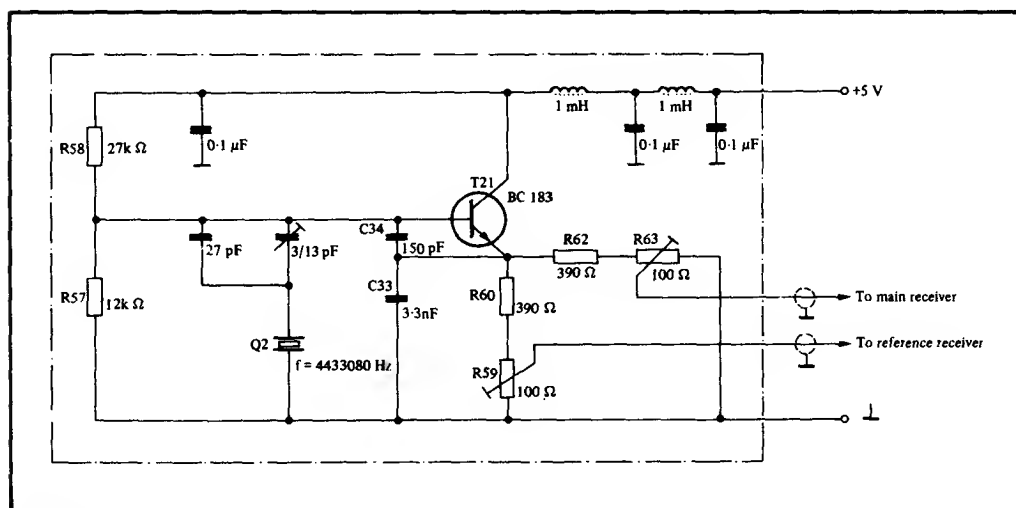 +5 V
1 mH
1 mH
R58
27k Ω
0·1 μF
0·1 μF
0·1 μF
T21
BC 183
C34
150 pF
27 pF
3/13 pF
R62
390 Ω
R63
100 Ω
R57
12k Ω
C33
3·3nF
R60
390 Ω
To main receiver
Q2
f = 4433080 Hz
To reference receiver
R59
100 Ω